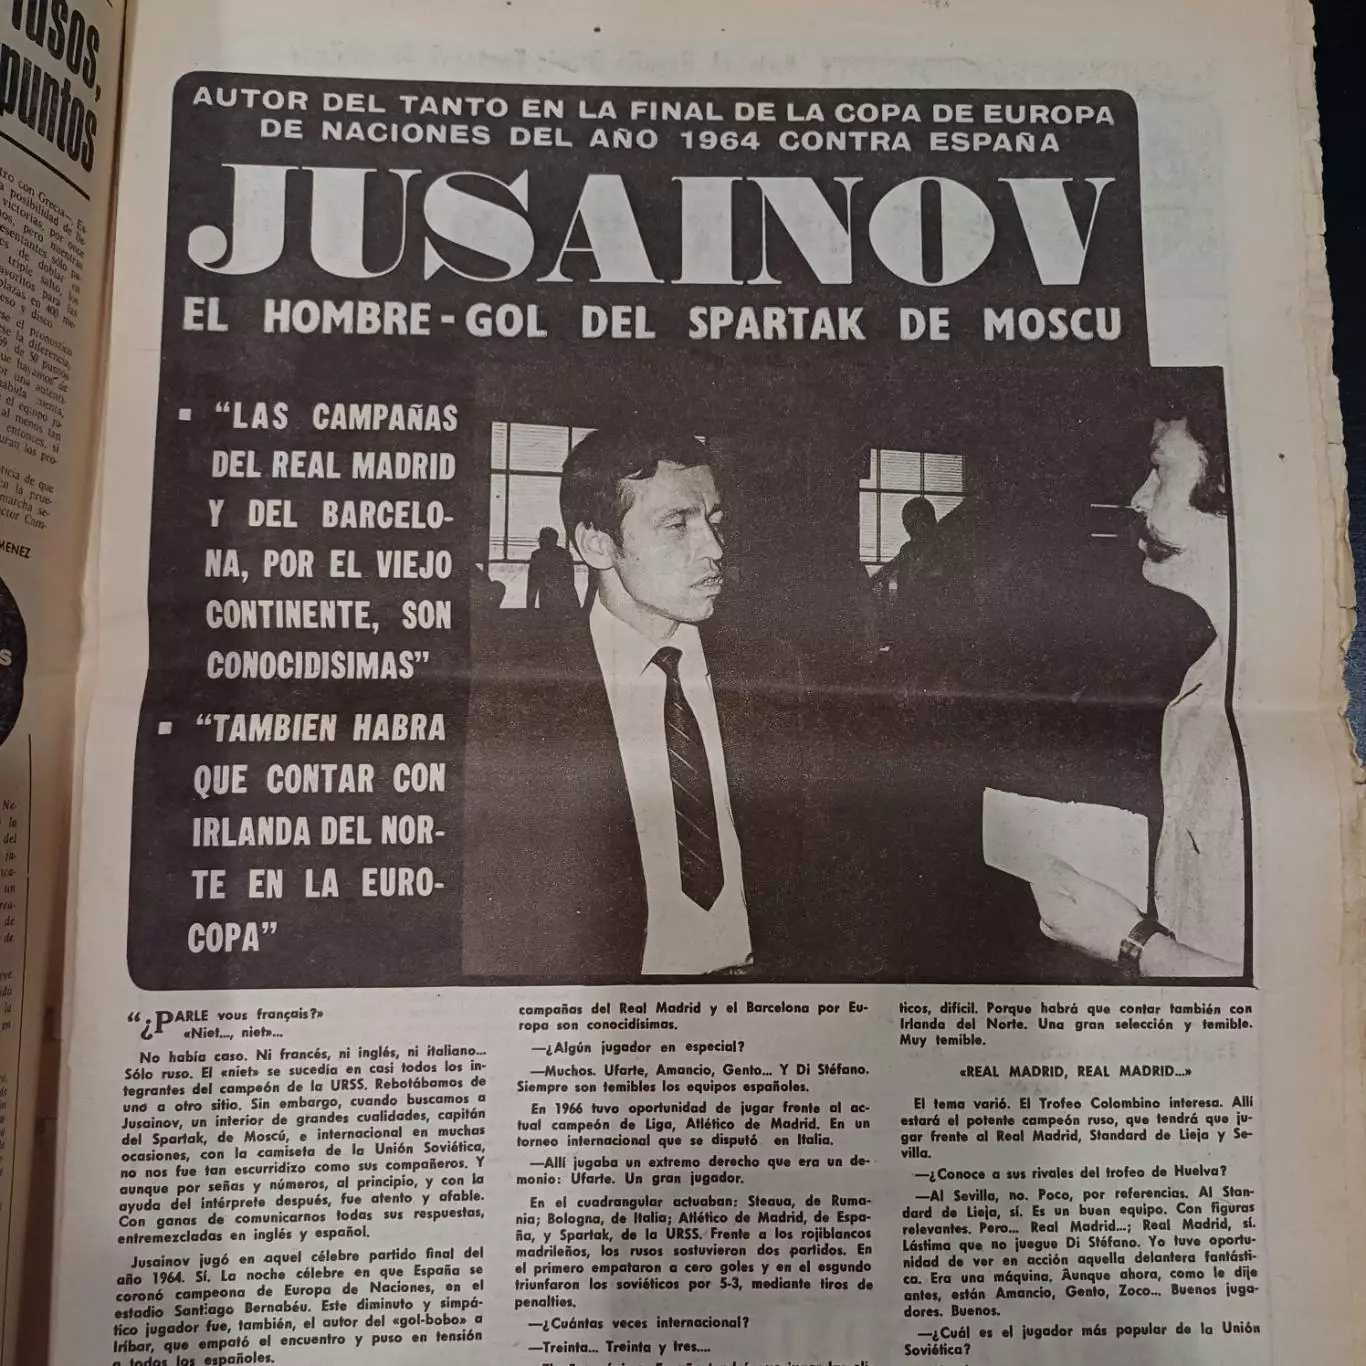 rusos,
puntos
AUTOR DEL TANTO EN LA FINAL DE LA COPA DE EUROPA
DE NACIONES DEL AÑO 1964 CONTRA ESPAÑA
JUSAINOV
EL HOMBRE-GOL DEL SPARTAK DE MOSCU
"LAS CAMPAÑAS
DEL REAL MADRID
Y DEL BARCELO-
NA, POR EL VIEJO
CONTINENTE, SON
CONOCIDISIMAS"
"TAMBIEN HABRA
QUE CONTAR CON
IRLANDA DEL NOR-
TE EN LA EURO-
COPA"
"¿PARLE vous français?»
«Niet..., niet»...
No había caso. Ni francés, ni inglés, ni italiano...
Sólo ruso. El «niet» se sucedía en casi todos los in-
tegrantes del campeón de la URSS. Rebotábamos de
uno a otro sitio. Sin embargo, cuando buscamos a
Jusainov, un interior de grandes cualidades, capitán
del Spartak, de Moscú, e internacional en muchas
ocasiones, con la camiseta de la Unión Soviética,
no nos fue tan escurridizo como sus compañeros. Y
aunque por señas y números, al principio, y con la
ayuda del intérprete después, fue atento y afable.
Con ganas de comunicarnos todas sus respuestas,
entremezcladas en inglés y español.
Jusainov jugó en aquel célebre partido final del
año 1964. Sí. La noche célebre en que España se
coronó campeona de Europa de Naciones, en el
estadio Santiago Bernabéu. Este diminuto y simpá-
tico jugador fue, también, el autor del «gol-bobo» a
Iríbar, que empató el encuentro y puso en tensión
a todos los españoles.
campañas del Real Madrid y el Barcelona por Eu-
ropa son conocidísimas.
—¿Algún jugador en especial?
—Muchos. Ufarte, Amancio, Gento... Y Di Stéfano.
Siempre son temibles los equipos españoles.
En 1966 tuvo oportunidad de jugar frente al ac-
tual campeón de Liga, Atlético de Madrid. En un
torneo internacional que se disputó en Italia.
—Allí jugaba un extremo derecho que era un de-
monio: Ufarte. Un gran jugador.
En el cuadrangular actuaban: Steaua, de Ruma-
nia; Bologna, de Italia; Atlético de Madrid, de Espa-
ña, y Spartak, de la URSS. Frente a los rojiblancos
madrileños, los rusos sostuvieron dos partidos. En
el primero empataron a cero goles y en el esgundo
triunfaron los soviéticos por 5-3, mediante tiros de
penalties.
—¿Cuántas veces internacional?
—Treinta... Treinta y tres....
ticos, difícil. Porque habrá que contar también con
Irlanda del Norte. Una gran selección y temible.
Muy temible.
«REAL MADRID, REAL MADRID...»
El tema varió. El Trofeo Colombino interesa. Allí
estará el potente campeón ruso, que tendrá que ju-
gar frente al Real Madrid, Standard de Lieja y Se-
villa.
—¿Conoce a sus rivales del trofeo de Huelva?
—Al Sevilla, no. Poco, por referencias. Al Stan-
dard de Lieja, sí. Es un buen equipo. Con figuras
relevantes. Pero... Real Madrid...; Real Madrid, sí.
Lástima que no juegue Di Stéfano. Yo tuve oportu-
nidad de ver en acción aquella delantera fantásti-
ca. Era una máquina. Aunque ahora, como le dije
antes, están Amancio, Gento, Zoco... Buenos juga-
dores. Buenos.
—¿Cuál es el jugador más popular de la Unión
Soviética?